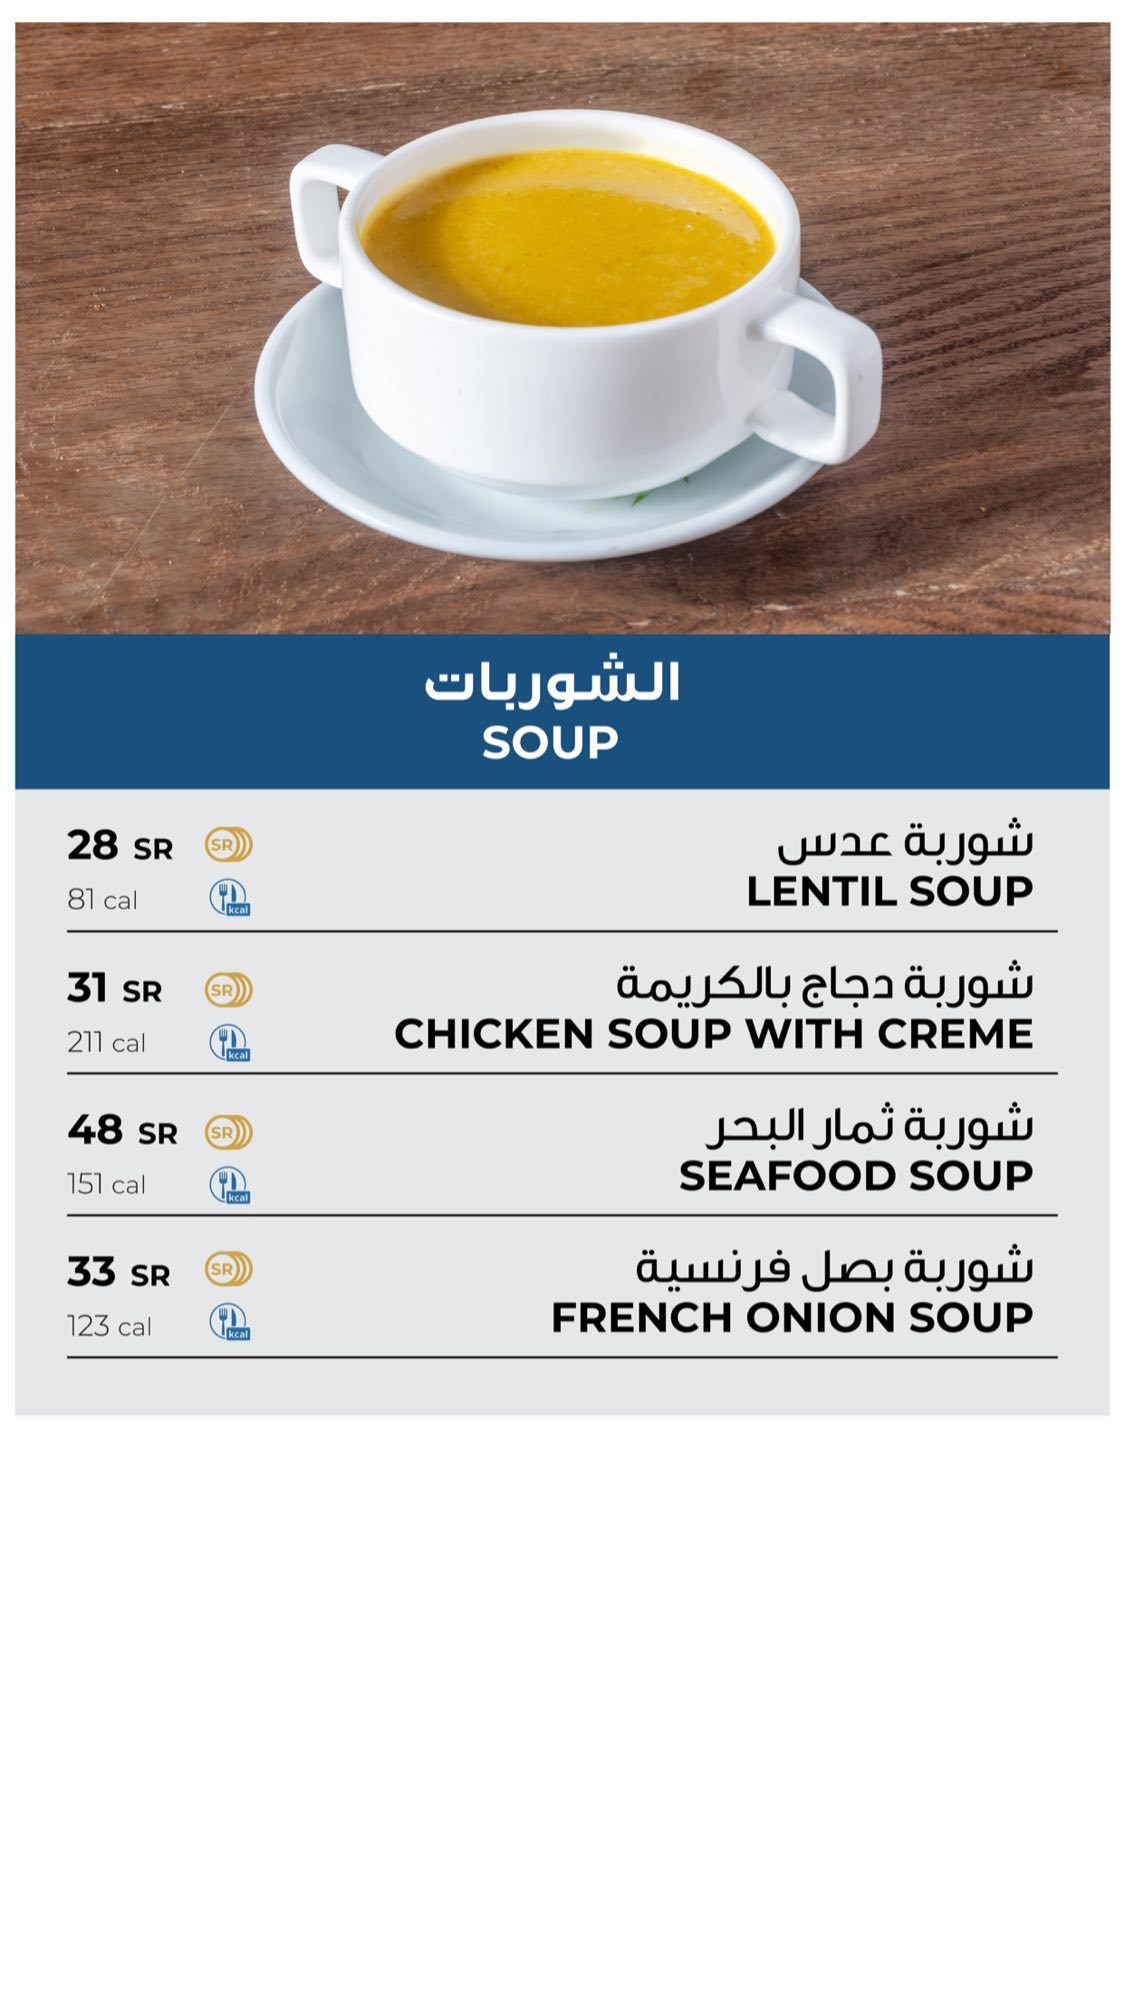 الشوربات
SOUP
شوربة عدس
28 SR SR
LENTIL SOUP
81 cal kcal
شوربة دجاج بالكريمة
31 SR SR
CHICKEN SOUP WITH CREME
211 cal kcal
شوربة ثمار البحر
48 SR SR
SEAFOOD SOUP
151 cal kcal
شوربة بصل فرنسية
33 SR SR
FRENCH ONION SOUP
123 cal kcal